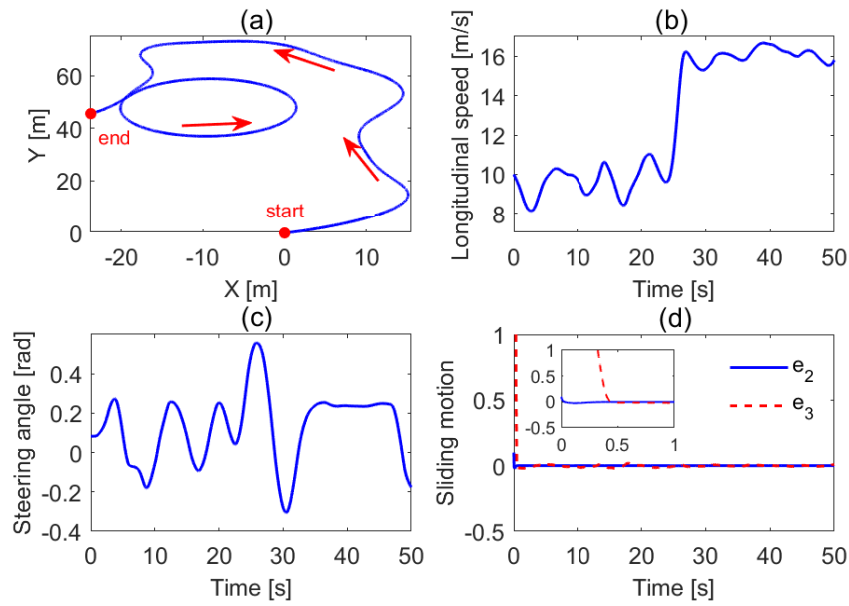 (a)
Y [m]
60
40
20
0
end
start
-20
-10
0
10
X [m]
(b)
Longitudinal speed [m/s]
16
14
12
10
8
0
10
20
30
40
50
Time [s]
(c)
Steering angle [rad]
0.4
0.2
0
-0.2
-0.4
0
10
20
30
40
50
Time [s]
(d)
Sliding motion
1
0.5
0
-0.5
1
0.5
0
-0.5
0
0.5
1
e2
e3
0
10
20
30
40
50
Time [s]